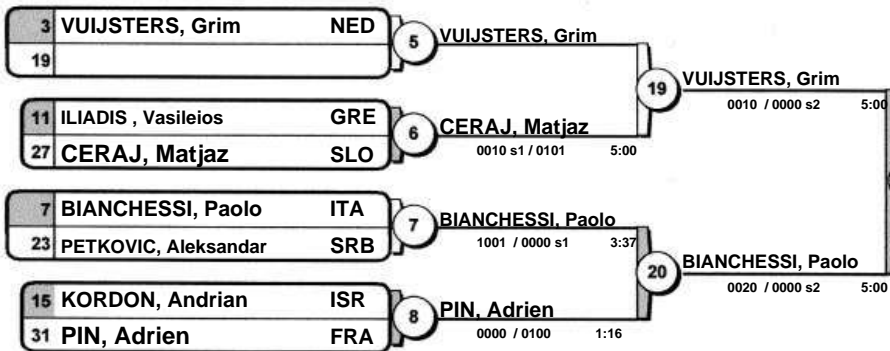 3 VUIJSTERS, Grim NED
19
5
VUIJSTERS, Grim
11 ILIADIS , Vasileios GRE
27 CERAJ, Matjaz SLO
6
CERAJ, Matjaz
0010 s1 / 0101 5:00
19
VUIJSTERS, Grim
0010 / 0000 s2 5:00
7 BIANCHESSI, Paolo ITA
23 PETKOVIC, Aleksandar SRB
7
BIANCHESSI, Paolo
1001 / 0000 s1 3:37
15 KORDON, Andrian ISR
31 PIN, Adrien FRA
8
PIN, Adrien
0000 / 0100 1:16
20
BIANCHESSI, Paolo
0020 / 0000 s2 5:00